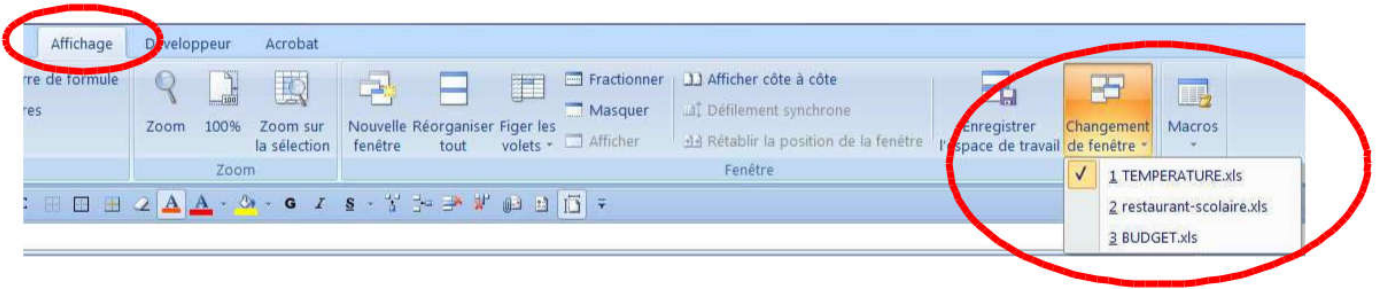 Affichage Développeur Acrobat
rre de formule
res
Zoom
100%
Zoom sur
la sélection
Zoom
Nouvelle
fenêtre
Réorganiser
tout
Figer les
volets
Fractionner
Masquer
Afficher
Afficher côte à côte
Défilement synchrone
Rétablir la position de la fenêtre
Enregistrer
l'espace de travail
Changement
de fenêtre
Fenêtre
Macros
1 TEMPERATURE.xls
2 restaurant-scolaire.xls
3 BUDGET.xls
A A G I S